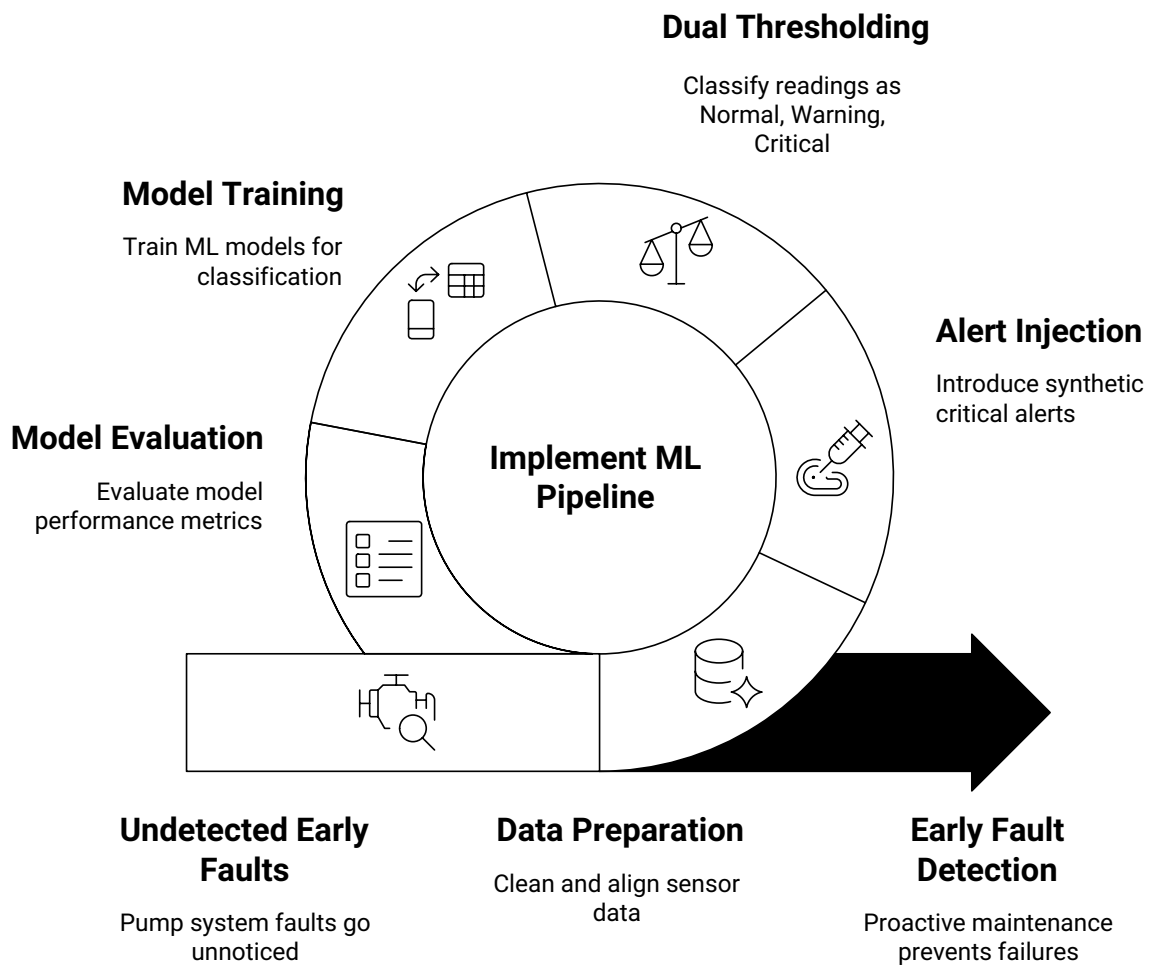 Dual Thresholding
Classify readings as
Normal, Warning,
Critical
Model Training
Train ML models for
classification
Alert Injection
Introduce synthetic
critical alerts
Model Evaluation
Evaluate model
performance metrics
Implement ML
Pipeline
Undetected Early
Faults
Pump system faults go
unnoticed
Data Preparation
Clean and align sensor
data
Early Fault
Detection
Proactive maintenance
prevents failures